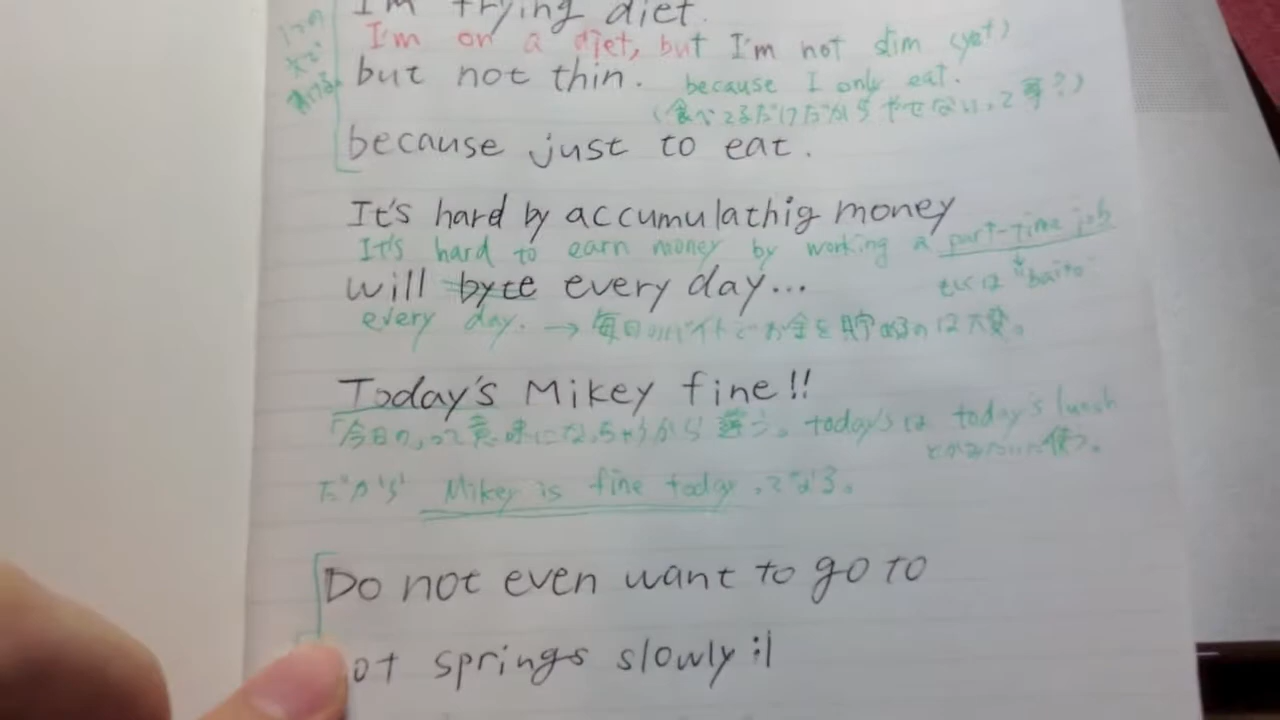 I'm trying diet.
I'm on a diet, but I'm not slim (yet)
but not thin. because I only eat.
(食べてるだけだからやせない、って事?)
because just to eat.
It's hard by accumulathig money
It's hard to earn money by working a part-time job
will byte every day...
もしくは "baito"
every day. → 毎日のバイトでお金を貯めるのは大変。
Today's Mikey fine!!
「今日の」って意味になっちゃうから違う。today'sは today's lunch
とかみたいに使う。
だから Mikey is fine today ってなる。
Do not even want to go to
ot springs slowly :|